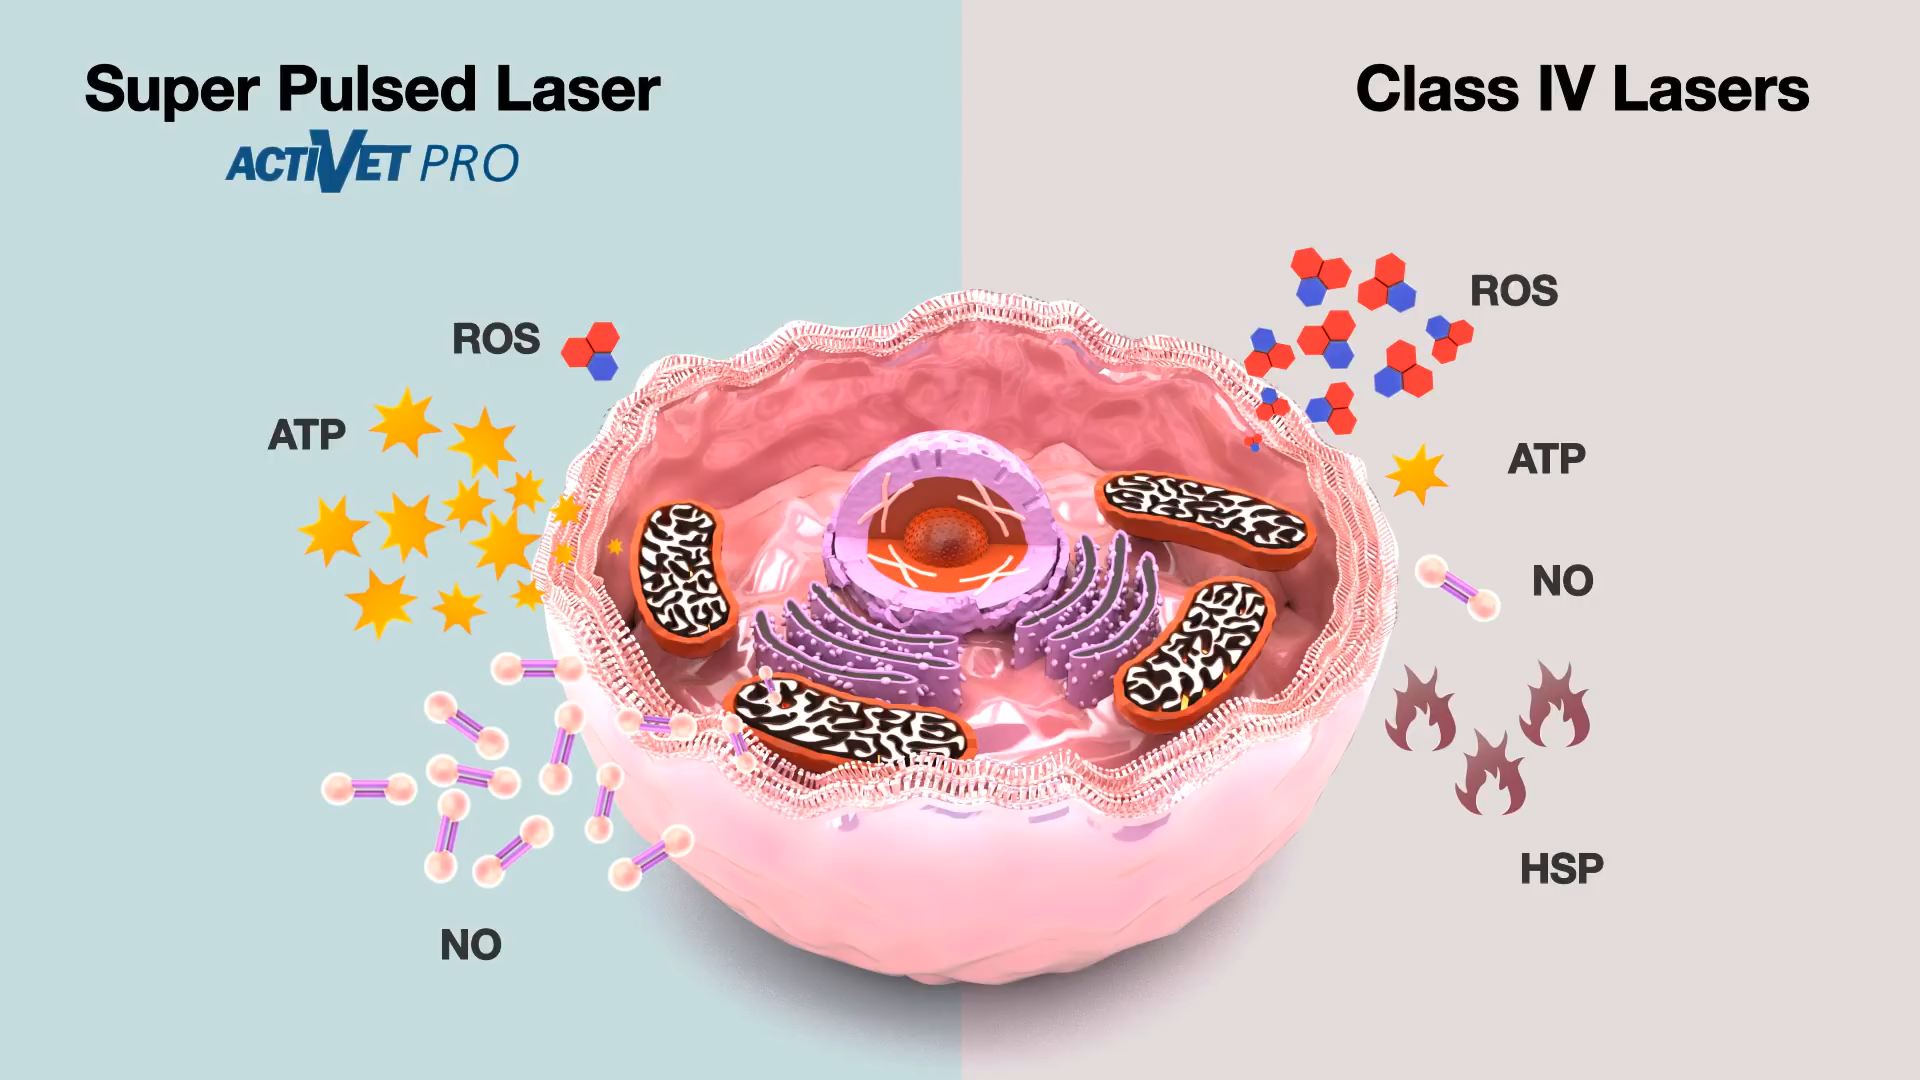 Super Pulsed Laser
ACTIVET PRO
ROS
ATP
NO
Class IV Lasers
ROS
ATP
NO
HSP